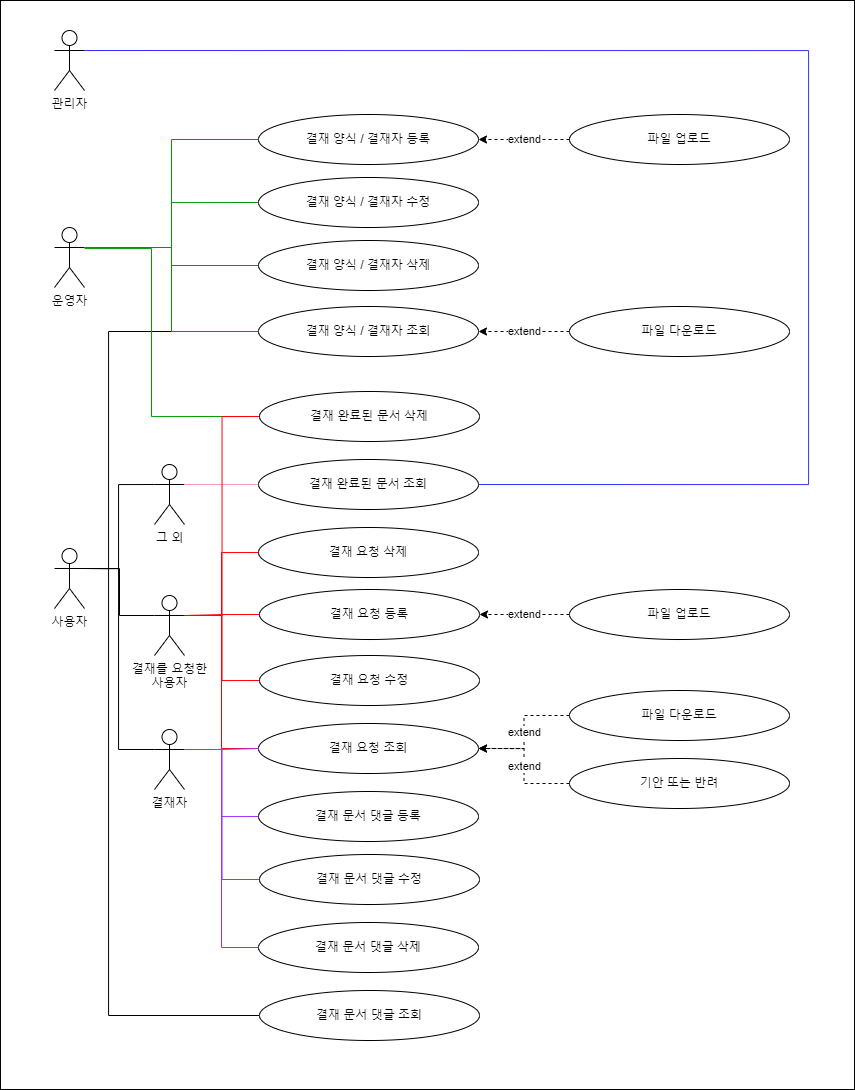 관리자
결재 양식 / 결재자 등록
extend
파일 업로드
결재 양식 / 결재자 수정
운영자
결재 양식 / 결재자 삭제
결재 양식 / 결재자 조회
extend
파일 다운로드
결재 완료된 문서 삭제
결재 완료된 문서 조회
그 외
결재 요청 삭제
사용자
결재 요청 등록
extend
파일 업로드
결재를 요청한
사용자
결재 요청 수정
파일 다운로드
extend
결재 요청 조회
extend
기안 또는 반려
결재자
결재 문서 댓글 등록
결재 문서 댓글 수정
결재 문서 댓글 삭제
결재 문서 댓글 조회